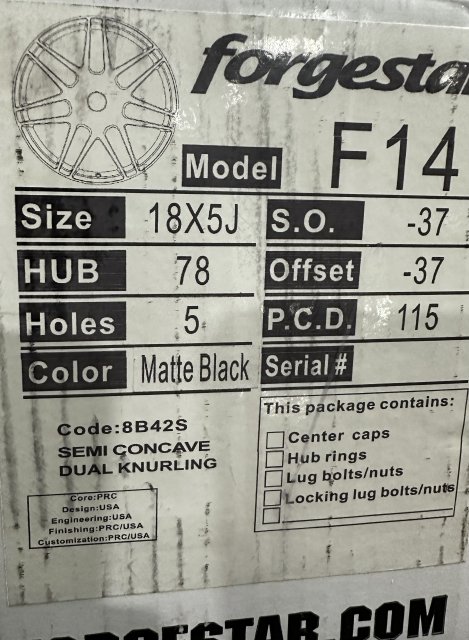 forgestar
Model F14
Size 18X5J S.O. -37
HUB 78 Offset -37
Holes 5 P.C.D. 115
Color Matte Black Serial #
Code:8B42S
SEMI CONCAVE
DUAL KNURLING
Core:PRC
Design:USA
Engineering:USA
Finishing:PRC/USA
Customization:PRC/USA
This package contains:
Center caps
Hub rings
Lug bolts/nuts
Locking lug bolts/nuts
FORGESTAR.COM